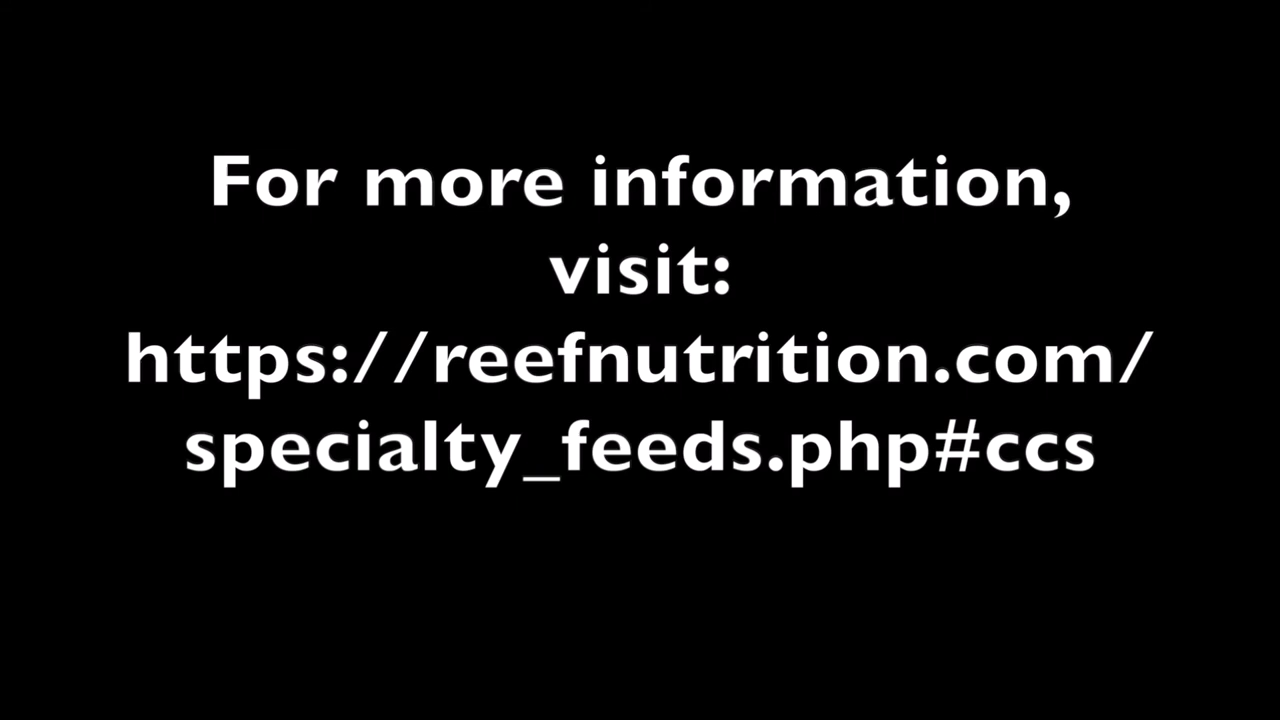 For more information,
visit:
https://reefnutrition.com/
specialty_feeds.php#ccs